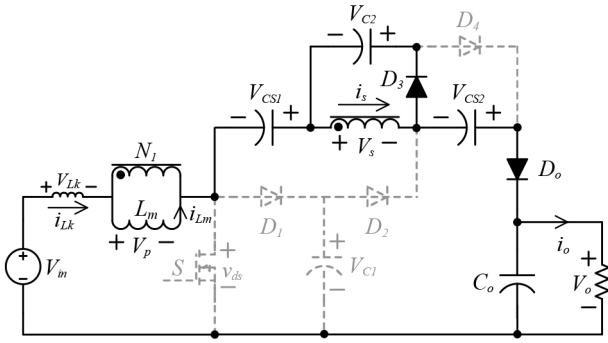 V_C2
D_4
V_CS1
D_3
i_s
V_CS2
V_s
N_1
V_Lk
D_o
i_Lk
L_m
i_Lm
D_1
D_2
V_p
i_o
V_in
S
v_ds
V_C1
C_o
V_o